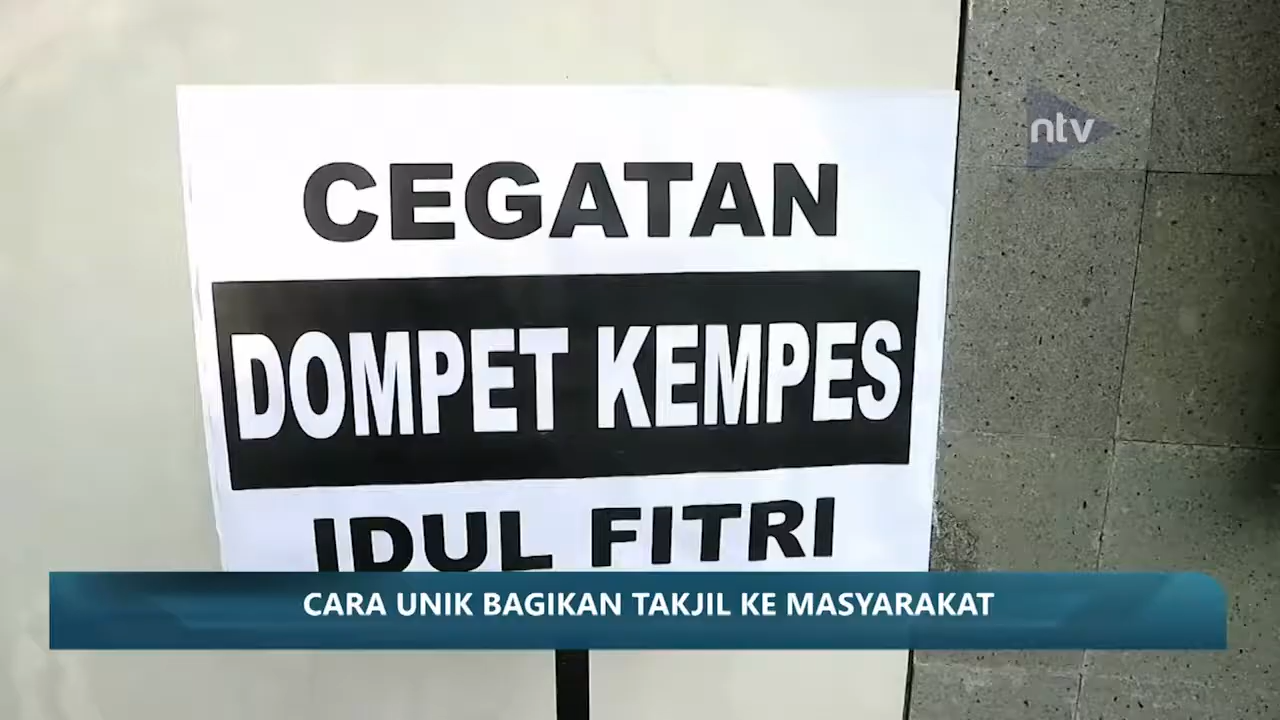 ntv
CEGATAN
DOMPET KEMPES
IDUL FITRI
CARA UNIK BAGIKAN TAKJIL KE MASYARAKAT